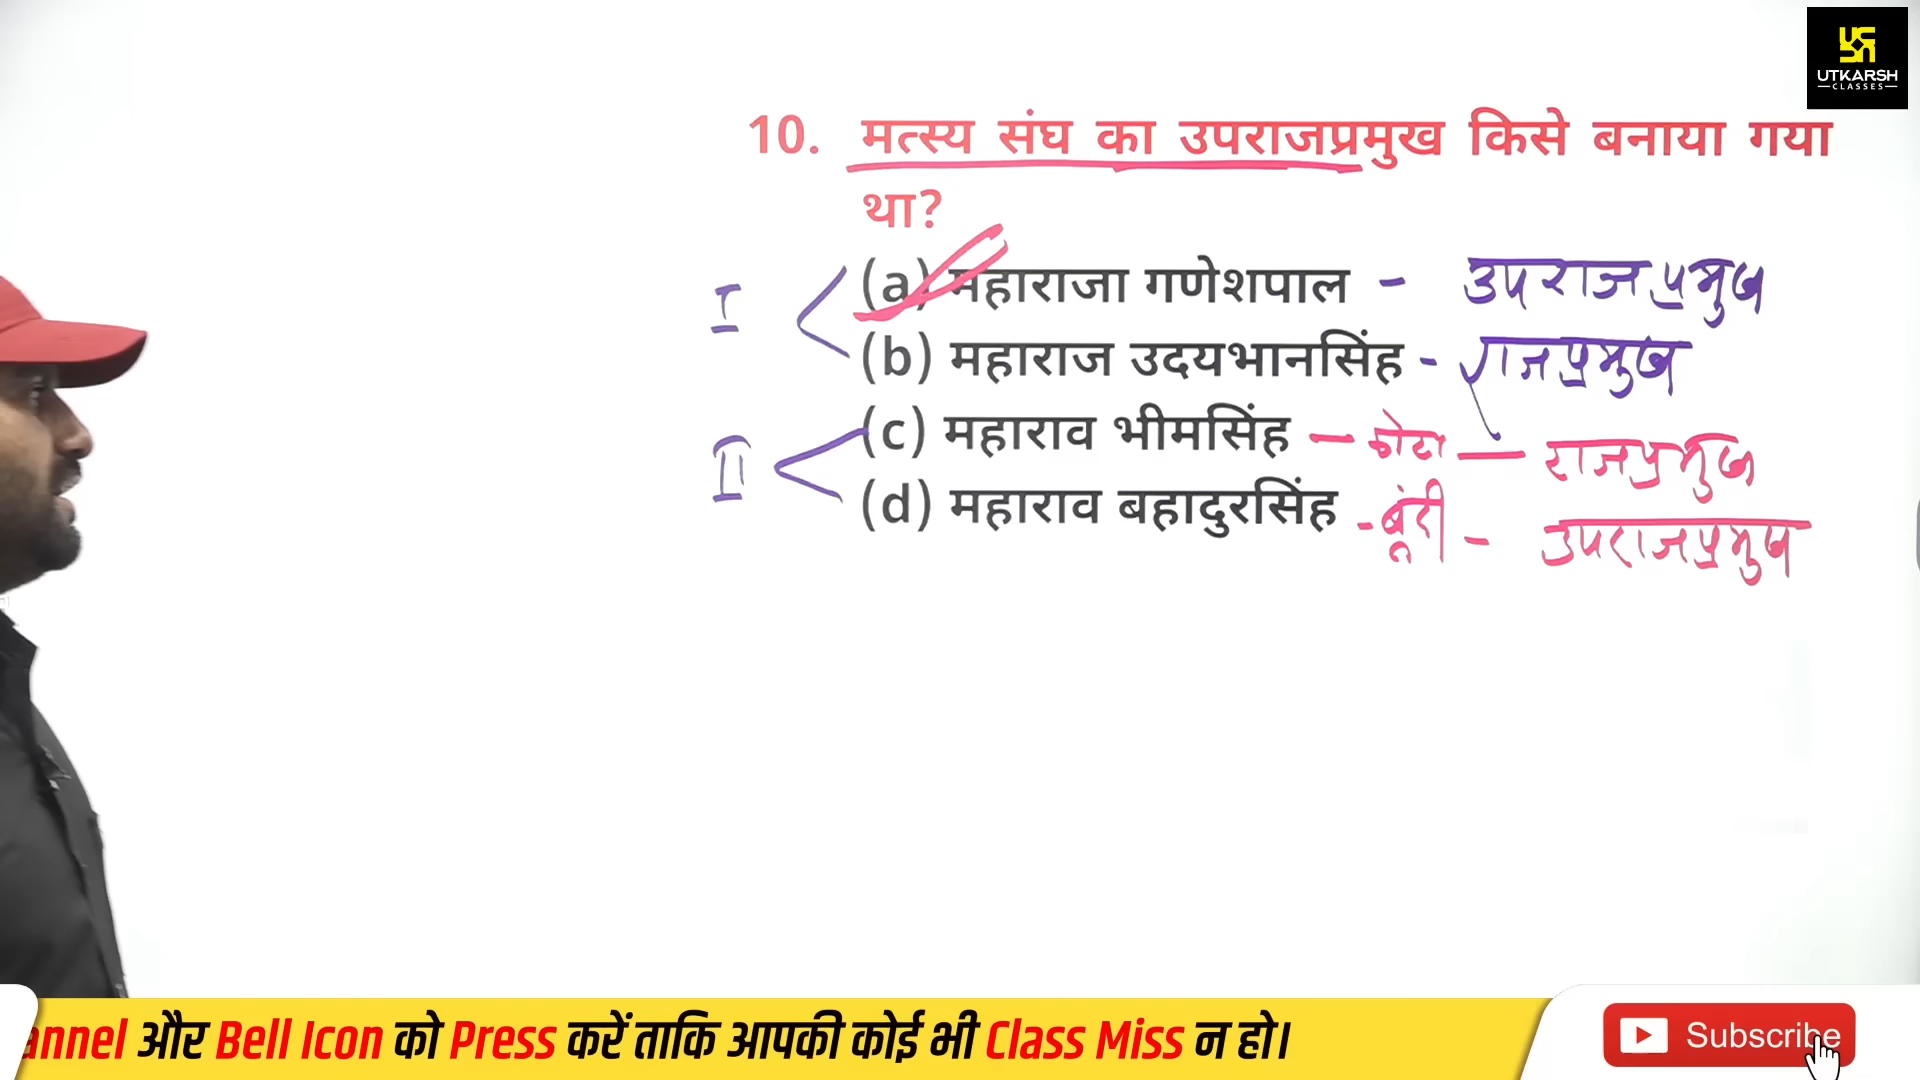 UTKARSH
CLASSES
10. मत्स्य संघ का उपराजप्रमुख किसे बनाया गया
था?
I
(a) महाराजा गणेशपाल - उपराजप्रमुख
(b) महाराज उदयभानसिंह - राजप्रमुख
II
(c) महाराव भीमसिंह - कोटा - राजप्रमुख
(d) महाराव बहादुरसिंह - बूंदी - उपराजप्रमुख
annel और Bell Icon को Press करें ताकि आपकी कोई भी Class Miss न हो।
Subscribe